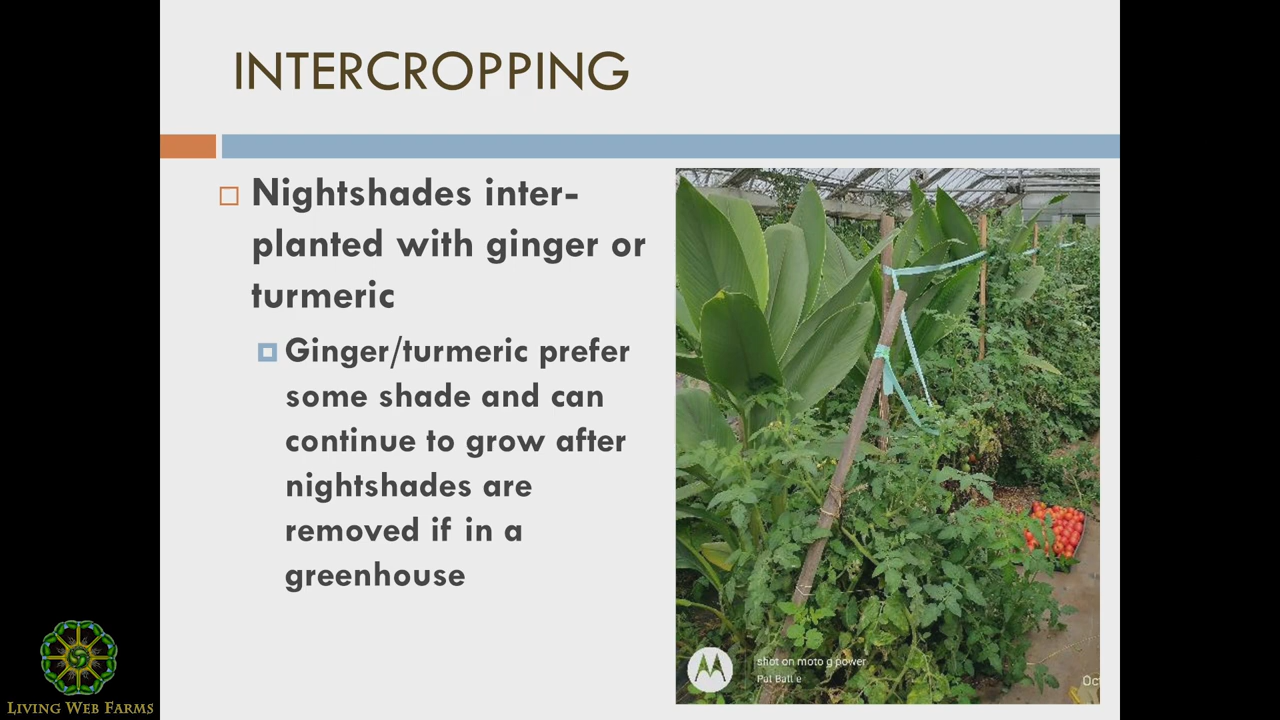 INTERCROPPING
Nightshades inter-
planted with ginger or
turmeric
Ginger/turmeric prefer
some shade and can
continue to grow after
nightshades are
removed if in a
greenhouse
shot on moto g power
Oc
LIVING WEB FARMS